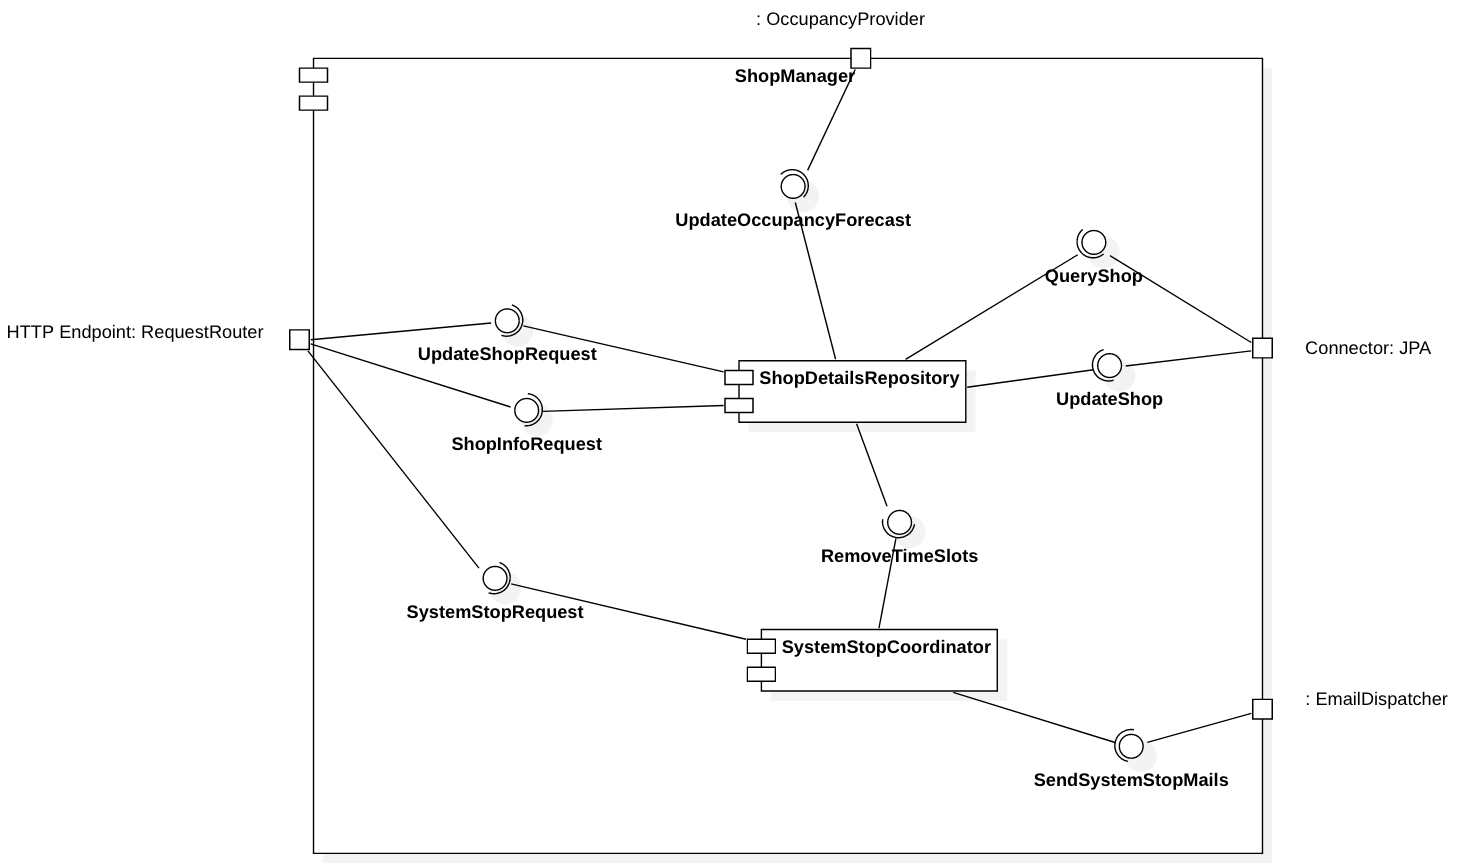 : OccupancyProvider
ShopManager
UpdateOccupancyForecast
QueryShop
HTTP Endpoint: RequestRouter
UpdateShopRequest
Connector: JPA
ShopDetailsRepository
UpdateShop
ShopInfoRequest
RemoveTimeSlots
SystemStopRequest
SystemStopCoordinator
: EmailDispatcher
SendSystemStopMails